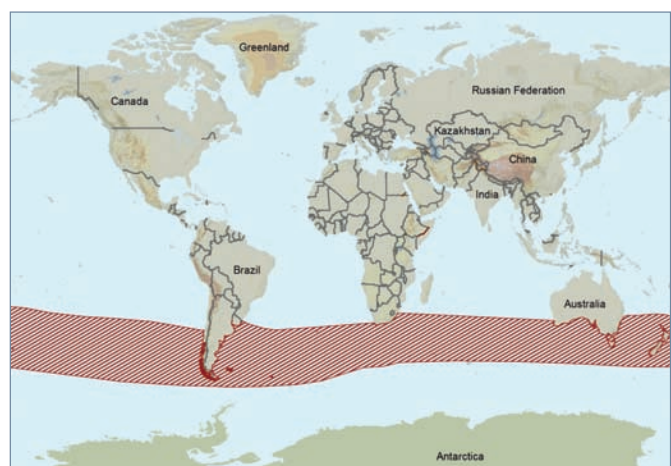 Greenland
Canada
Russian Federation
Kazakhstan
China
India
Brazil
Australia
Antarctica